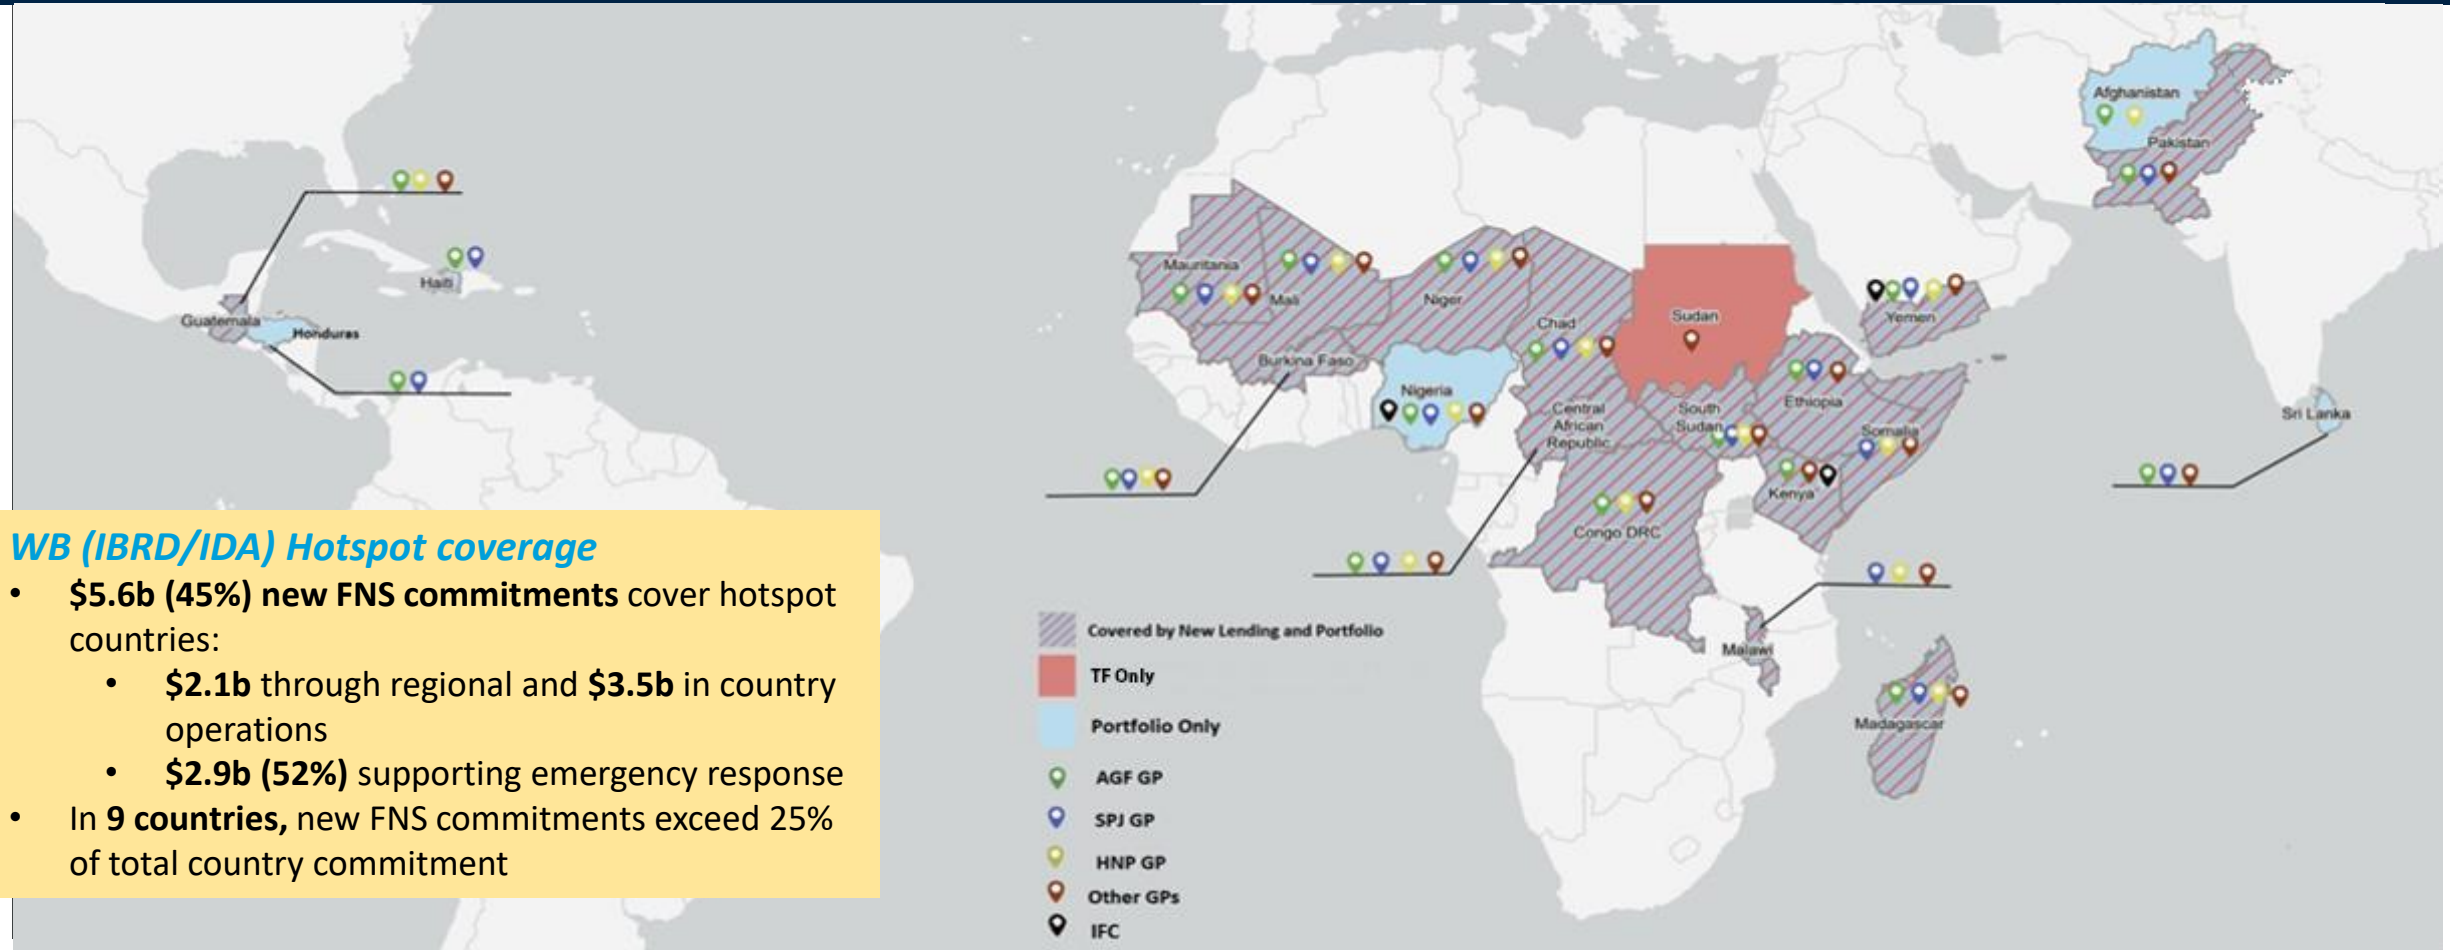 Afghanistan
Pakistan
Haiti
Guatemala
Honduras
Mauritania
Mali
Niger
Chad
Sudan
Yemen
Burkina Faso
Nigeria
Central
African
Republic
South
Sudan
Ethiopia
Somalia
Kenya
Sri Lanka
Congo DRC
Malawi
Madagascar
WB (IBRD/IDA) Hotspot coverage
• $5.6b (45%) new FNS commitments cover hotspot
countries:
• $2.1b through regional and $3.5b in country
operations
• $2.9b (52%) supporting emergency response
• In 9 countries, new FNS commitments exceed 25%
of total country commitment
Covered by New Lending and Portfolio
TF Only
Portfolio Only
AGF GP
SPJ GP
HNP GP
Other GPs
IFC